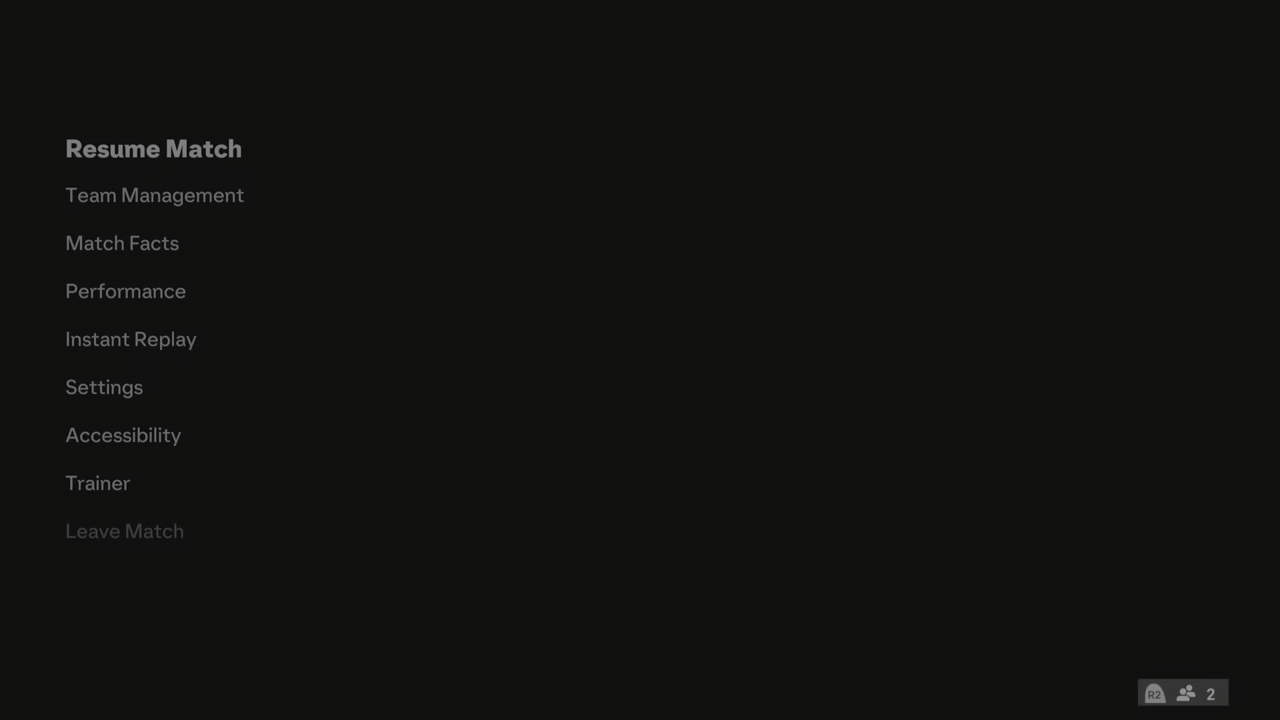 Resume Match
Team Management
Match Facts
Performance
Instant Replay
Settings
Accessibility
Trainer
Leave Match
R2 2